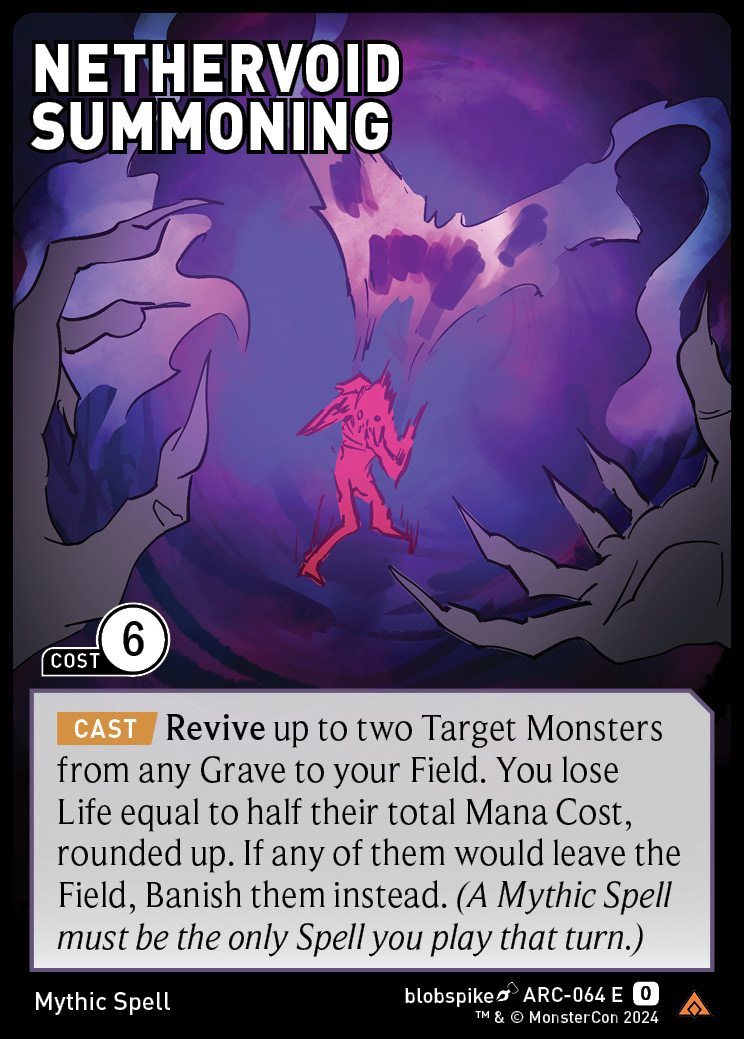 NETHERVOID
SUMMONING
COST 6
CAST Revive up to two Target Monsters
from any Grave to your Field. You lose
Life equal to half their total Mana Cost,
rounded up. If any of them would leave the
Field, Banish them instead. (A Mythic Spell
must be the only Spell you play that turn.)
Mythic Spell
blobspike ARC-064 E 0
™ & © MonsterCon 2024